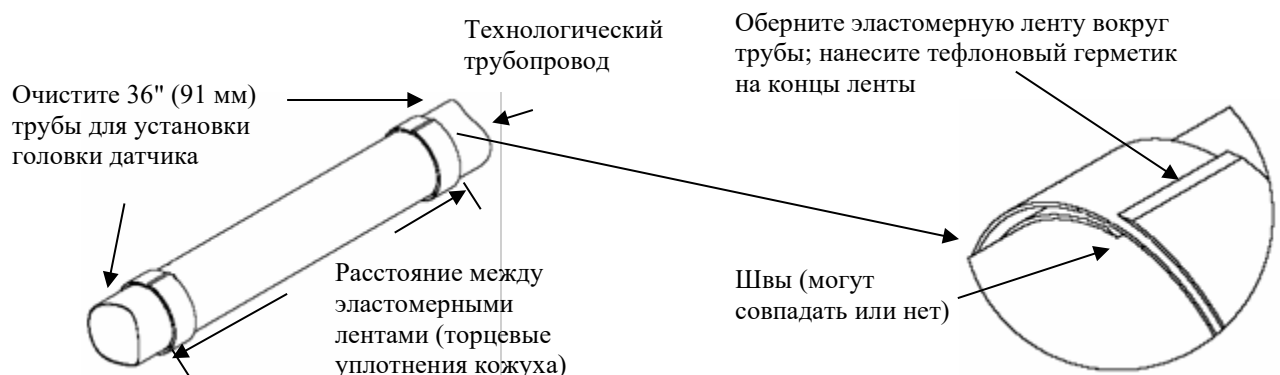 Технологический
трубопровод
Очистите 36" (91 мм)
трубы для установки
головки датчика
Расстояние между
эластомерными
лентами (торцевые
уплотнения кожуха)
Оберните эластомерную ленту вокруг
трубы; нанесите тефлоновый герметик
на концы ленты
Швы (могут
совпадать или нет)